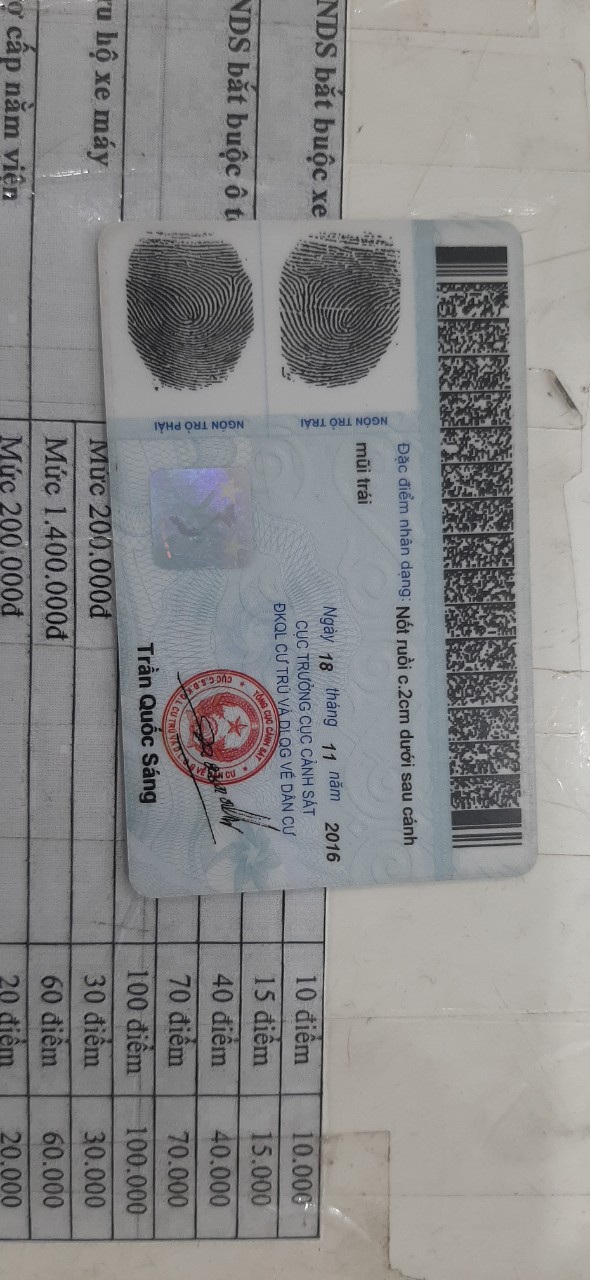 Đặc điểm nhân dạng: Nốt ruồi c.2cm dưới sau cánh
mũi trái
NGÓN TRỎ TRÁI
NGÓN TRỎ PHẢI
Ngày 18 tháng 11 năm 2016
CỤC TRƯỞNG CỤC CẢNH SÁT
ĐKQL CƯ TRÚ VÀ DLQG VỀ DÂN CƯ
TỔNG CỤC CẢNH SÁT
Trần Quốc Sáng
NDS bắt buộc xe
10 điểm 10.000
NDS bắt buộc ô tô
15 điểm 15.000
40 điểm 40.000
70 điểm 70.000
100 điểm 100.000
hộ xe máy
Mức 200.000đ
30 điểm 30.000
Mức 1.400.000đ
60 điểm 60.000
cấp nằm viện
Mức 200.000đ
20 điểm 20.000